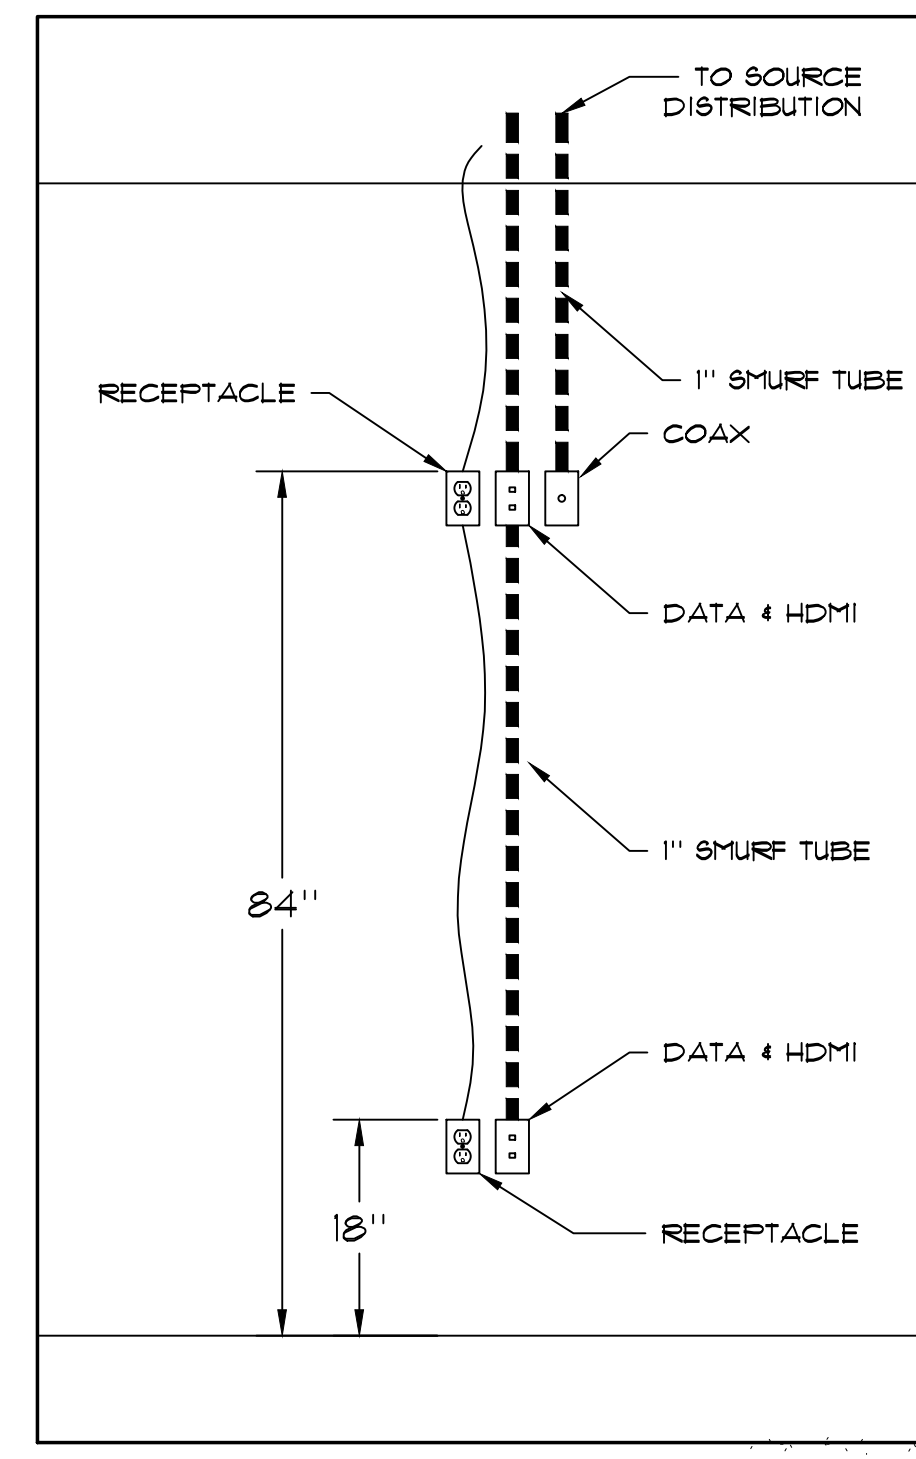 TO SOURCE
DISTRIBUTION
1" SMURF TUBE
RECEPTACLE
COAX
DATA & HDMI
1" SMURF TUBE
84"
DATA & HDMI
18"
RECEPTACLE